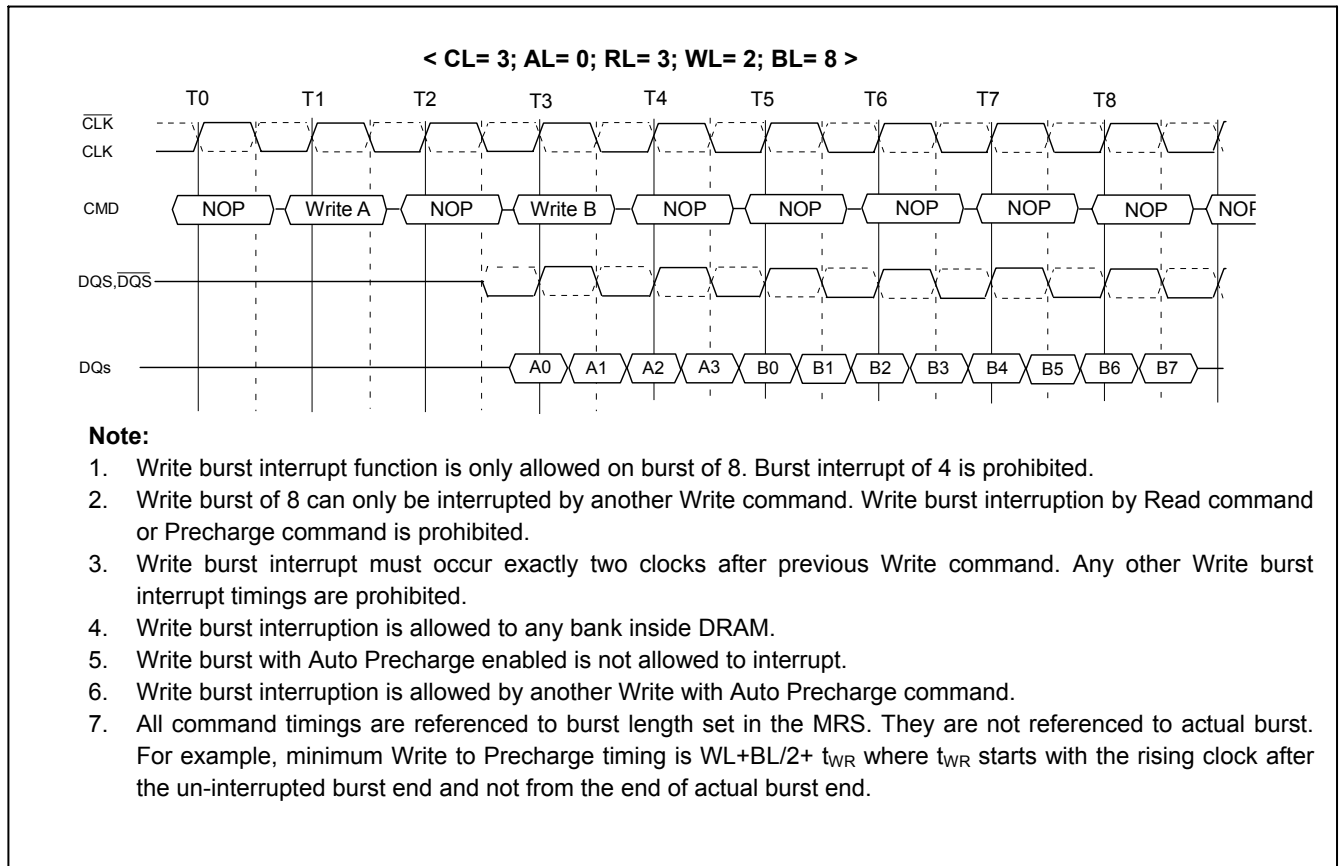 < CL= 3; AL= 0; RL= 3; WL= 2; BL= 8 >
T0 T1 T2 T3 T4 T5 T6 T7 T8
CLK
CLK
CMD NOP Write A NOP Write B NOP NOP NOP NOP NOP NOP
DQS,DQS
DQs A0 A1 A2 A3 B0 B1 B2 B3 B4 B5 B6 B7
Note:
1. Write burst interrupt function is only allowed on burst of 8. Burst interrupt of 4 is prohibited.
2. Write burst of 8 can only be interrupted by another Write command. Write burst interruption by Read command
or Precharge command is prohibited.
3. Write burst interrupt must occur exactly two clocks after previous Write command. Any other Write burst
interrupt timings are prohibited.
4. Write burst interruption is allowed to any bank inside DRAM.
5. Write burst with Auto Precharge enabled is not allowed to interrupt.
6. Write burst interruption is allowed by another Write with Auto Precharge command.
7. All command timings are referenced to burst length set in the MRS. They are not referenced to actual burst.
For example, minimum Write to Precharge timing is WL+BL/2+ tWR where tWR starts with the rising clock after
the un-interrupted burst end and not from the end of actual burst end.